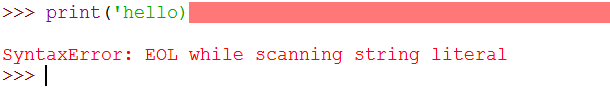 >>> print('hello)
SyntaxError: EOL while scanning string literal
>>>